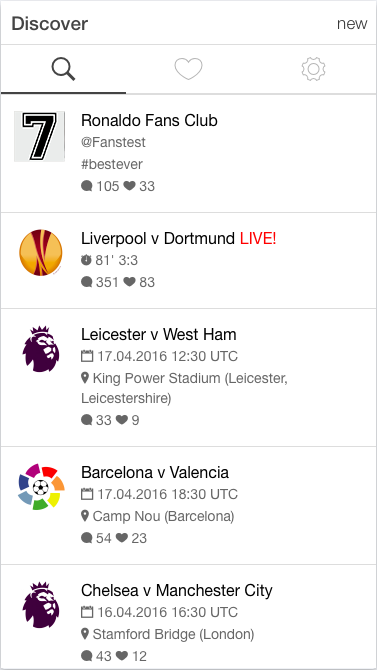 Discover
new
7
Ronaldo Fans Club
@Fanstest
#bestever
105 33
Liverpool v Dortmund LIVE!
81' 3:3
351 83
Leicester v West Ham
17.04.2016 12:30 UTC
King Power Stadium (Leicester,
Leicestershire)
33 9
Barcelona v Valencia
17.04.2016 18:30 UTC
Camp Nou (Barcelona)
54 23
Chelsea v Manchester City
16.04.2016 16:30 UTC
Stamford Bridge (London)
43 12